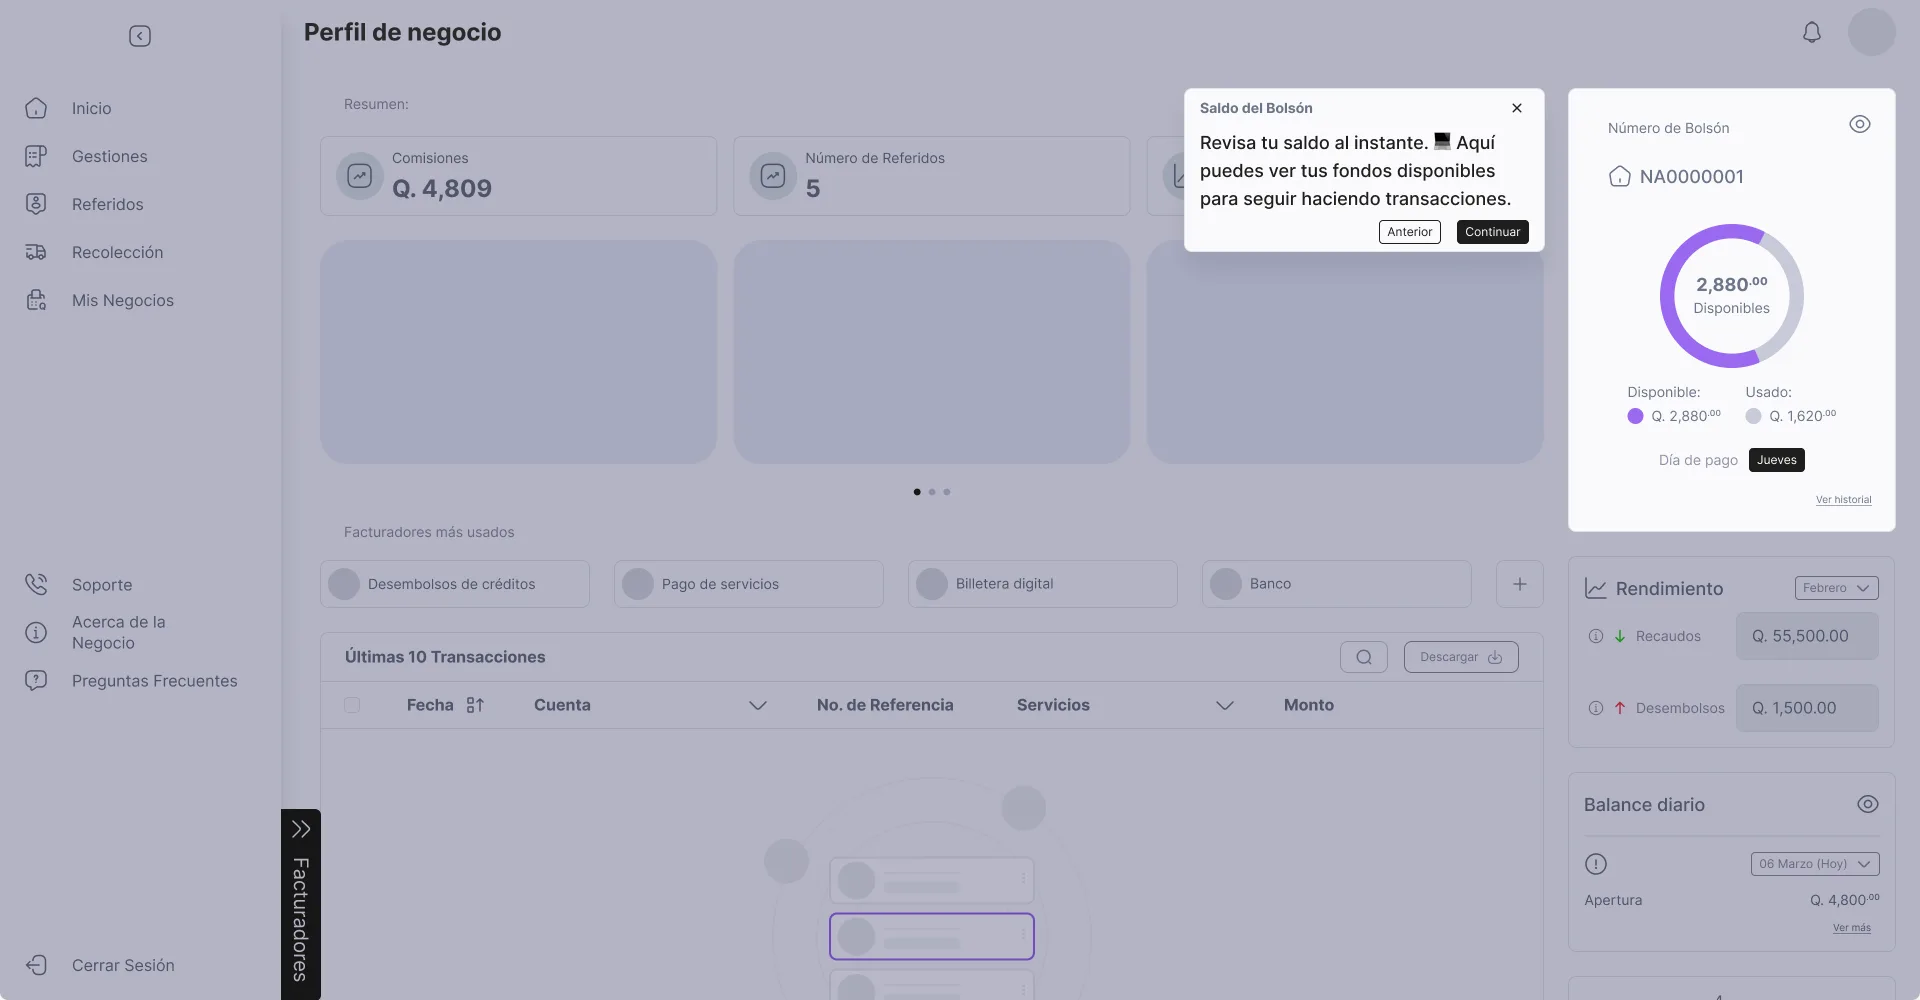 Perfil de negocio
Inicio
Gestiones
Referidos
Recolección
Mis Negocios
Soporte
Acerca de la
Negocio
Preguntas Frecuentes
Cerrar Sesión
Facturadores
Resumen:
Comisiones
Q. 4,809
Número de Referidos
5
Saldo del Bolsón
Revisa tu saldo al instante. Aquí
puedes ver tus fondos disponibles
para seguir haciendo transacciones.
Anterior
Continuar
Facturadores más usados
Desembolsos de créditos
Pago de servicios
Billetera digital
Banco
Últimas 10 Transacciones
Descargar
Fecha
Cuenta
No. de Referencia
Servicios
Monto
Número de Bolsón
NA0000001
2,880.00
Disponibles
Disponible:
Q. 2,880.00
Usado:
Q. 1,620.00
Día de pago
Jueves
Ver historial
Rendimiento
Febrero
Recaudos
Q. 55,500.00
Desembolsos
Q. 1,500.00
Balance diario
06 Marzo (Hoy)
Apertura
Q. 4,800.00
Ver más